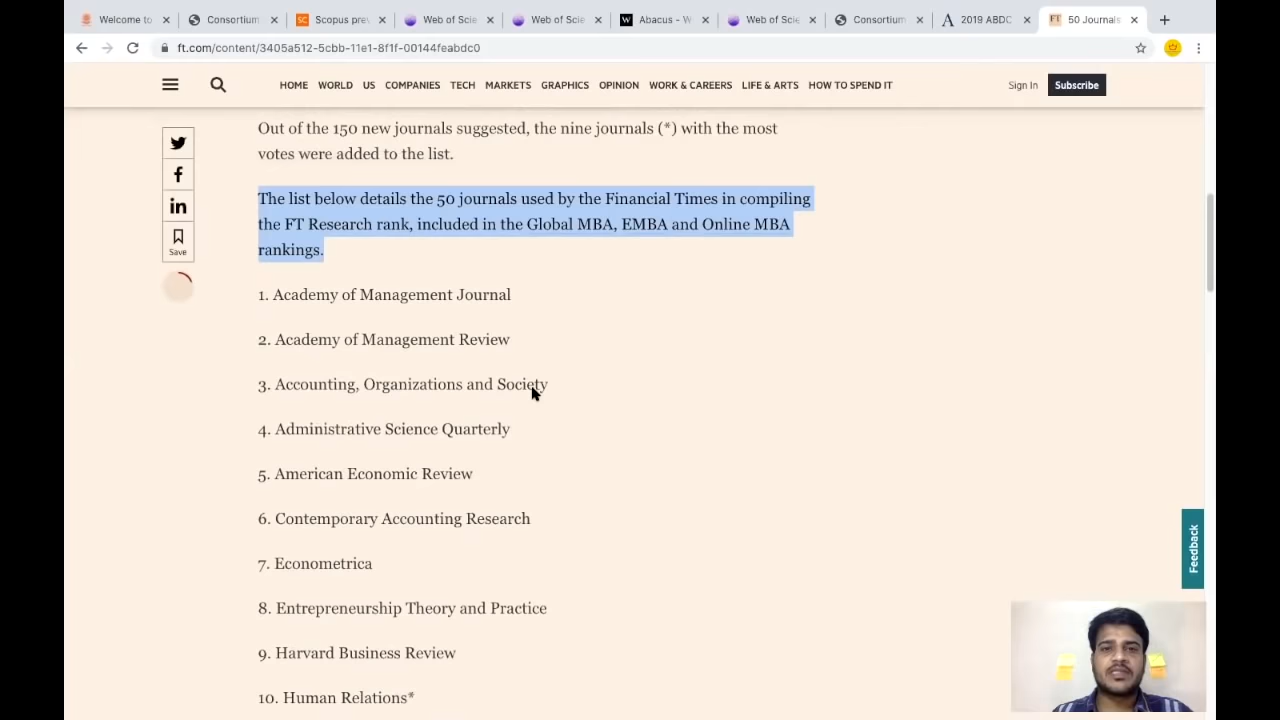 Welcome to
Consortium
Scopus prev
Web of Scie
Web of Scie
Abacus - W
Web of Scie
Consortium
2019 ABDC
50 Journals
ft.com/content/3405a512-5cbb-11e1-8f1f-00144feabdc0
HOME WORLD US COMPANIES TECH MARKETS GRAPHICS OPINION WORK & CAREERS LIFE & ARTS HOW TO SPEND IT
Sign In
Subscribe
Out of the 150 new journals suggested, the nine journals (*) with the most
votes were added to the list.
The list below details the 50 journals used by the Financial Times in compiling
the FT Research rank, included in the Global MBA, EMBA and Online MBA
rankings.
Save
1. Academy of Management Journal
2. Academy of Management Review
3. Accounting, Organizations and Society
4. Administrative Science Quarterly
5. American Economic Review
6. Contemporary Accounting Research
7. Econometrica
8. Entrepreneurship Theory and Practice
9. Harvard Business Review
10. Human Relations*
Feedback